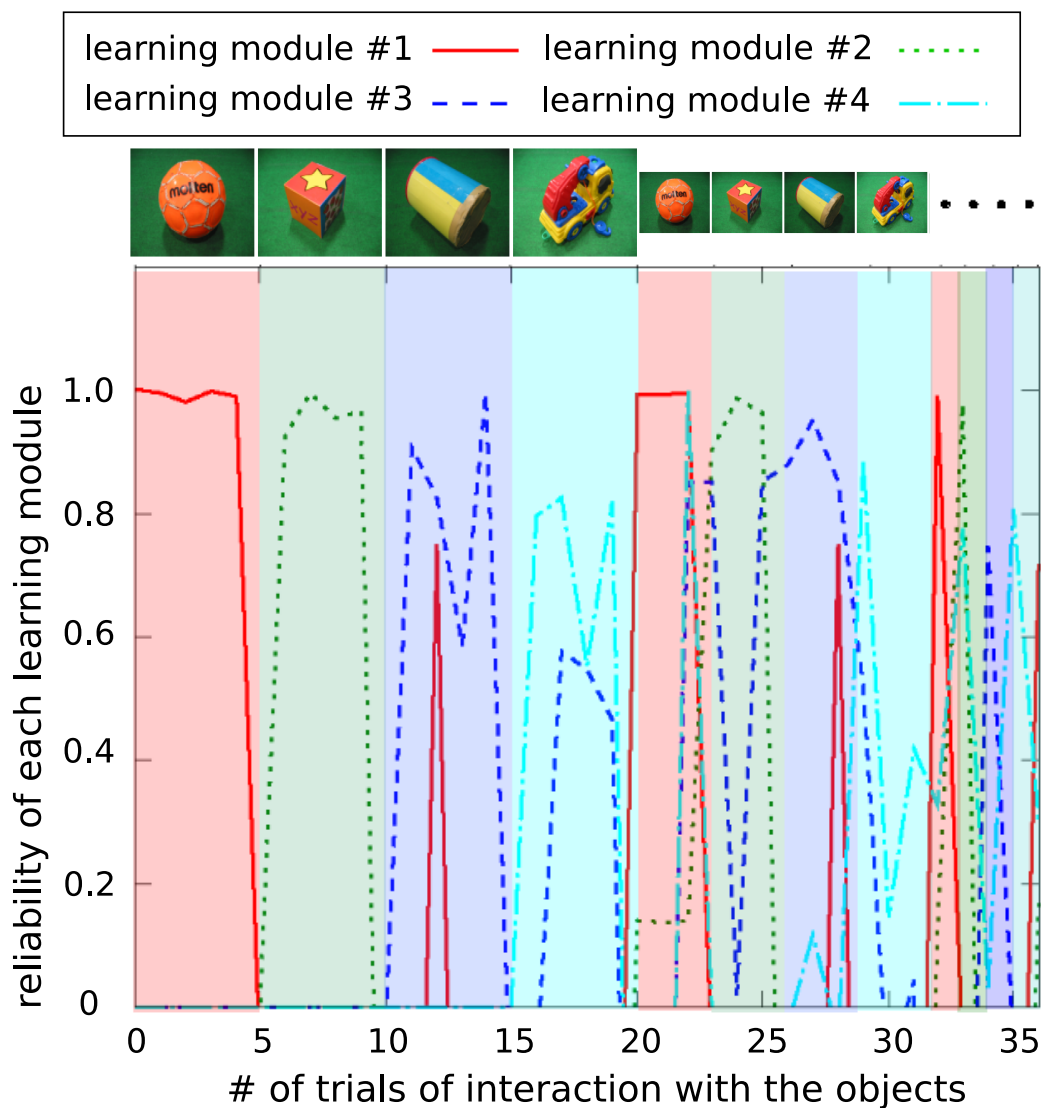 learning module #1 learning module #2
learning module #3 learning module #4
molten
xyz
molten
reliability of each learning module
1.0
0.8
0.6
0.4
0.2
0
0 5 10 15 20 25 30 35
# of trials of interaction with the objects